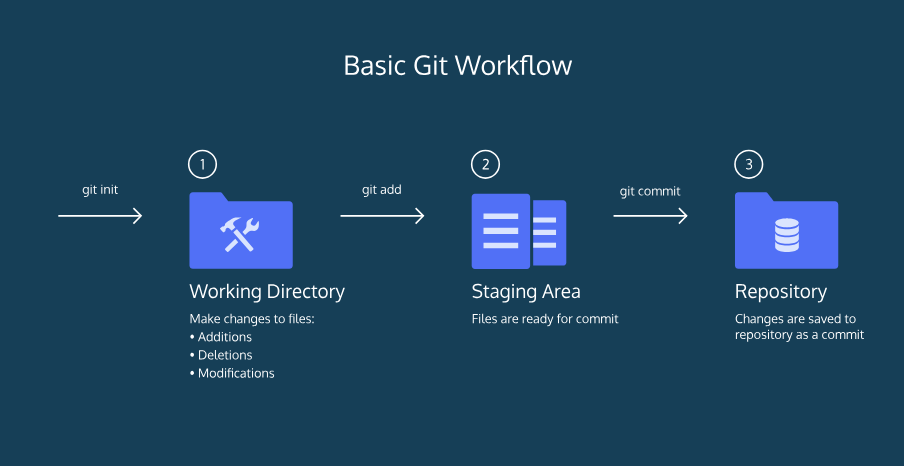 Basic Git Workflow
git init
1
Working Directory
Make changes to files:
• Additions
• Deletions
• Modifications
git add
2
Staging Area
Files are ready for commit
git commit
3
Repository
Changes are saved to
repository as a commit